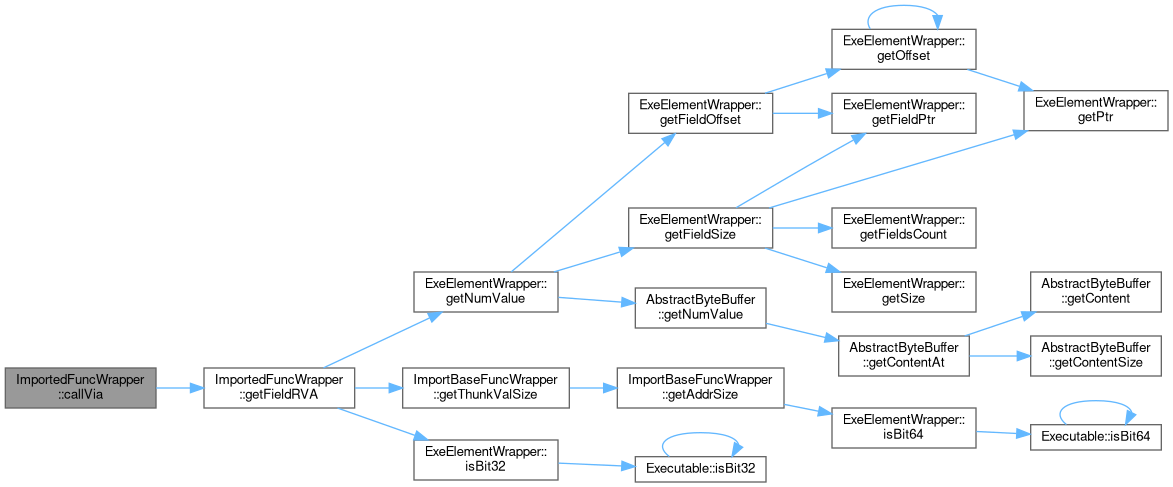 ImportedFuncWrapper
::callVia
ImportedFuncWrapper
::getFieldRVA
ExeElementWrapper::
getNumValue
ExeElementWrapper::
getFieldOffset
ExeElementWrapper::
getOffset
ExeElementWrapper::
getPtr
ExeElementWrapper::
getFieldPtr
ExeElementWrapper::
getFieldSize
ExeElementWrapper::
getFieldsCount
ExeElementWrapper::
getSize
AbstractByteBuffer
::getNumValue
AbstractByteBuffer
::getContentAt
AbstractByteBuffer
::getContent
AbstractByteBuffer
::getContentSize
ImportBaseFuncWrapper
::getThunkValSize
ImportBaseFuncWrapper
::getAddrSize
ExeElementWrapper::
isBit64
Executable::isBit64
ExeElementWrapper::
isBit32
Executable::isBit32